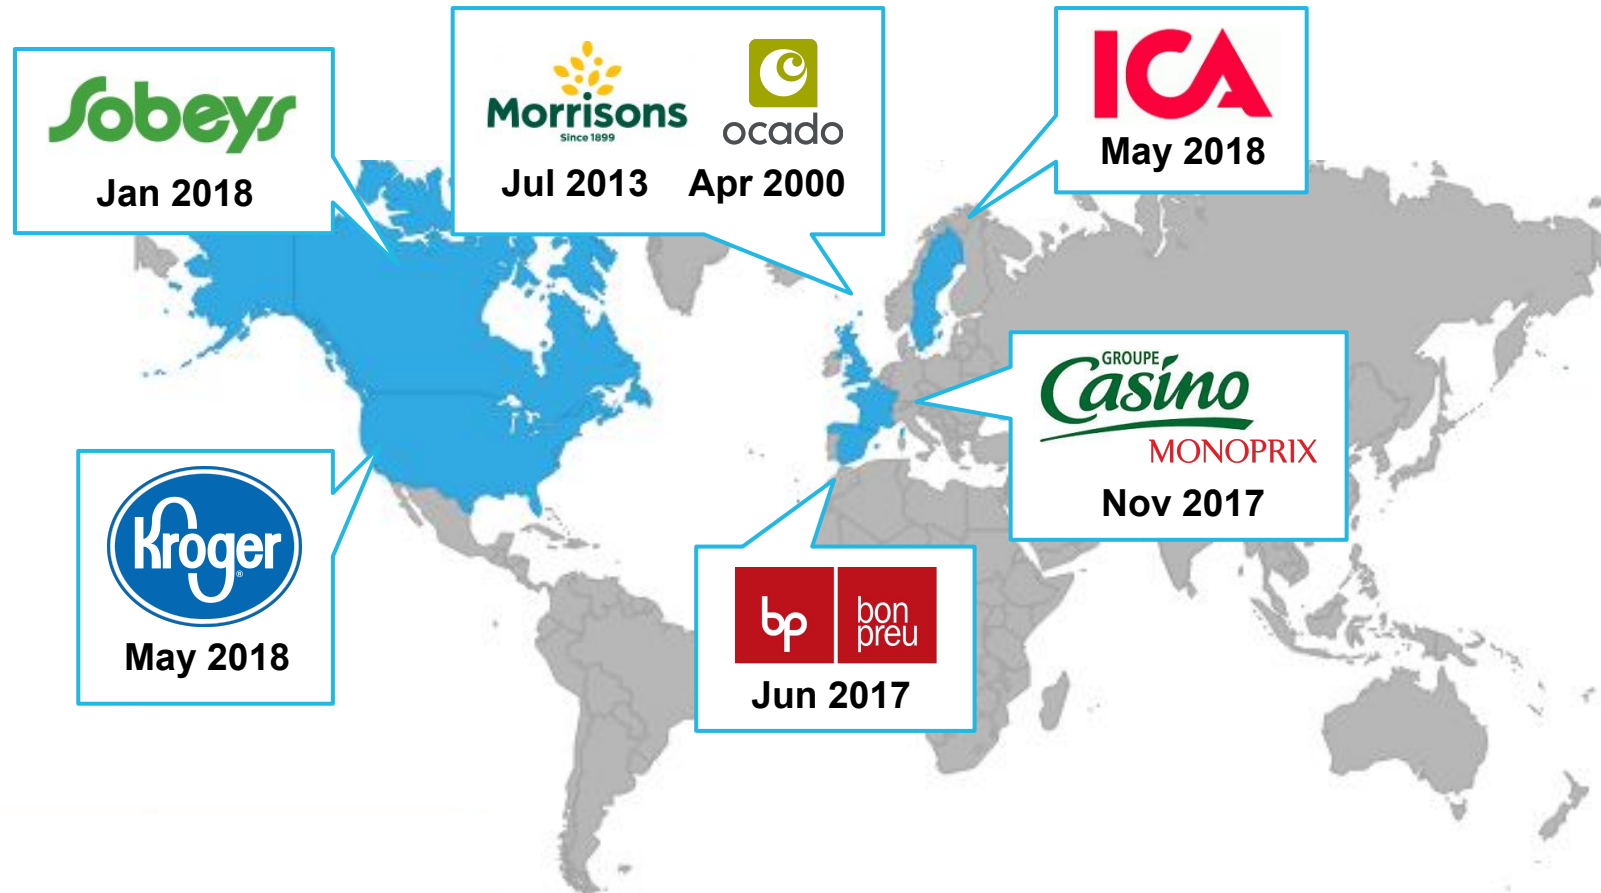 Sobeys
Jan 2018
Morrisons
Since 1899
Jul 2013
ocado
Apr 2000
ICA
May 2018
GROUPE
Casino
MONOPRIX
Nov 2017
Kroger
May 2018
bp
bon
preu
Jun 2017